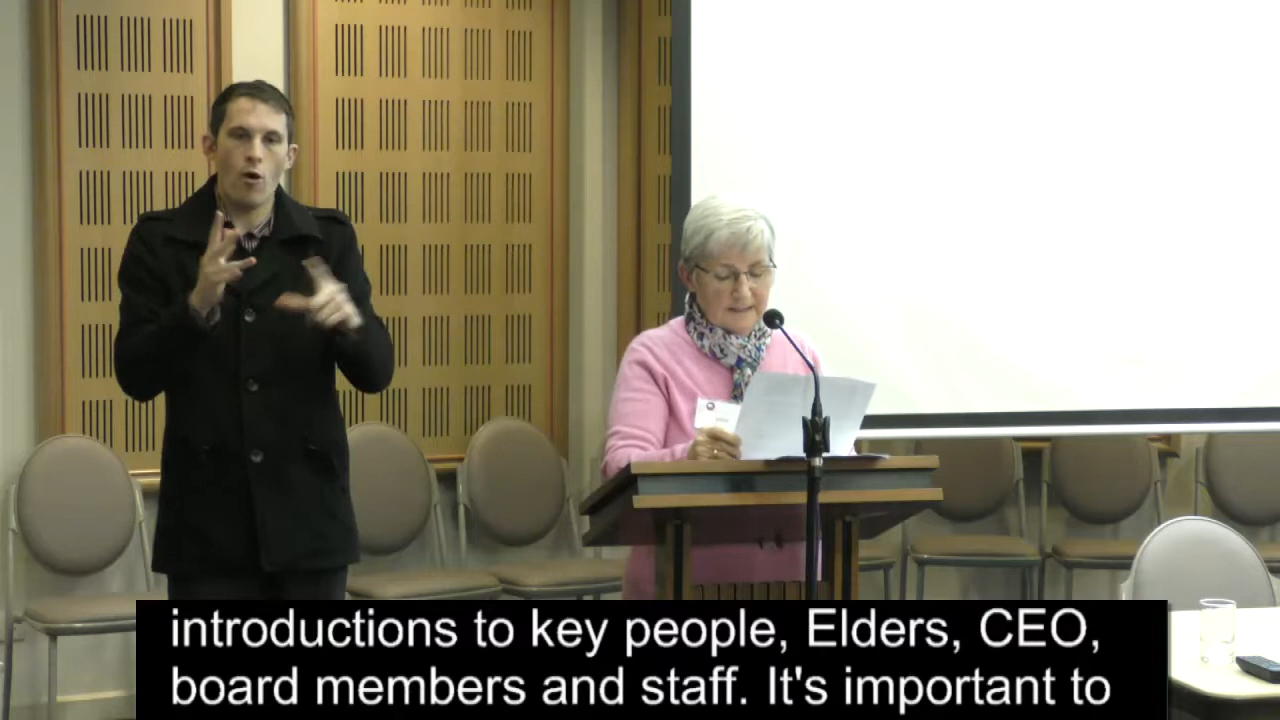 introductions to key people, Elders, CEO,
board members and staff. It's important to